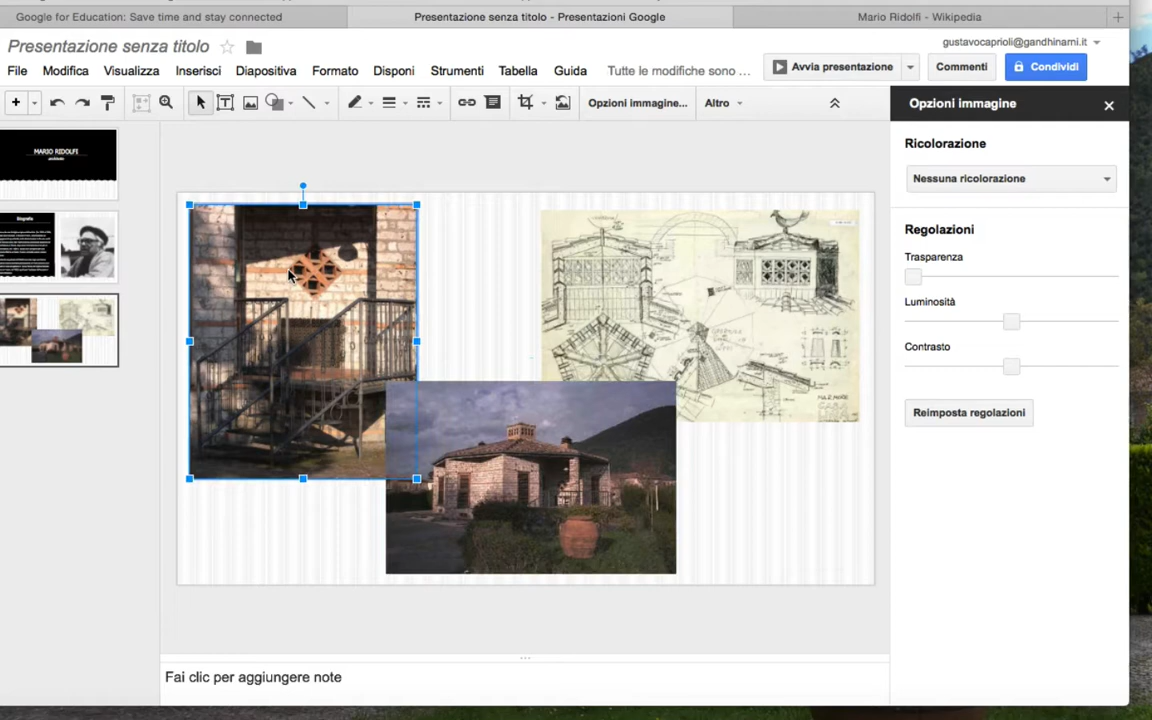 Google for Education: Save time and stay connected
Presentazione senza titolo - Presentazioni Google
Mario Ridolfi - Wikipedia
Presentazione senza titolo
gustavocaprioli@gandhinarni.it
File Modifica Visualizza Inserisci Diapositiva Formato Disponi Strumenti Tabella Guida Tutte le modifiche sono ...
Avvia presentazione
Commenti
Condividi
Opzioni immagine...
Altro
Opzioni immagine
Ricolorazione
Nessuna ricolorazione
Regolazioni
Trasparenza
Luminosità
Contrasto
Reimposta regolazioni
MARIO RIDOLFI
architetto
Biografia
Fai clic per aggiungere note